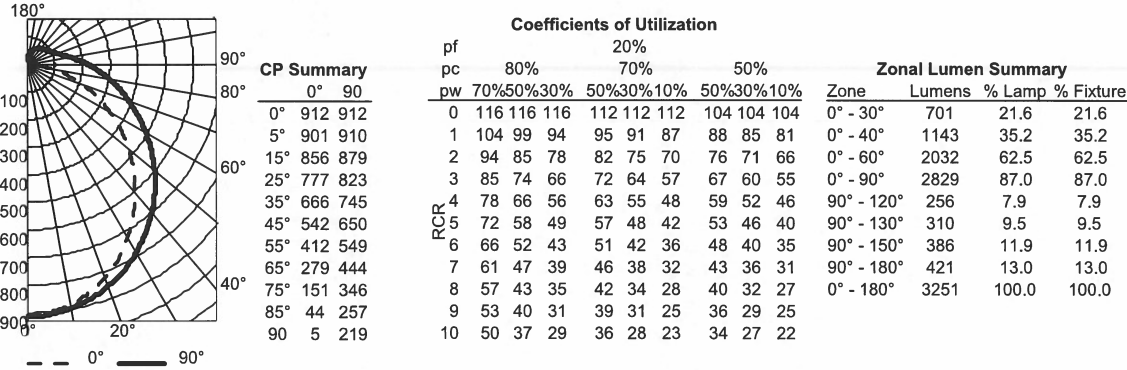 180°
90°
80°
60°
40°
100
200
300
400
500
600
700
800
900
0°
20°
0° 90°
CP Summary
0° 90
0° 912 912
5° 901 910
15° 856 879
25° 777 823
35° 666 745
45° 542 650
55° 412 549
65° 279 444
75° 151 346
85° 44 257
90 5 219
Coefficients of Utilization
pf 20%
pc 80% 70% 50%
pw 70%50%30% 50%30%10% 50%30%10%
RCR
0 116 116 116 112 112 112 104 104 104
1 104 99 94 95 91 87 88 85 81
2 94 85 78 82 75 70 76 71 66
3 85 74 66 72 64 57 67 60 55
4 78 66 56 63 55 48 59 52 46
5 72 58 49 57 48 42 53 46 40
6 66 52 43 51 42 36 48 40 35
7 61 47 39 46 38 32 43 36 31
8 57 43 35 42 34 28 40 32 27
9 53 40 31 39 31 25 36 29 25
10 50 37 29 36 28 23 34 27 22
Zonal Lumen Summary
Zone Lumens % Lamp % Fixture
0° - 30° 701 21.6 21.6
0° - 40° 1143 35.2 35.2
0° - 60° 2032 62.5 62.5
0° - 90° 2829 87.0 87.0
90° - 120° 256 7.9 7.9
90° - 130° 310 9.5 9.5
90° - 150° 386 11.9 11.9
90° - 180° 421 13.0 13.0
0° - 180° 3251 100.0 100.0